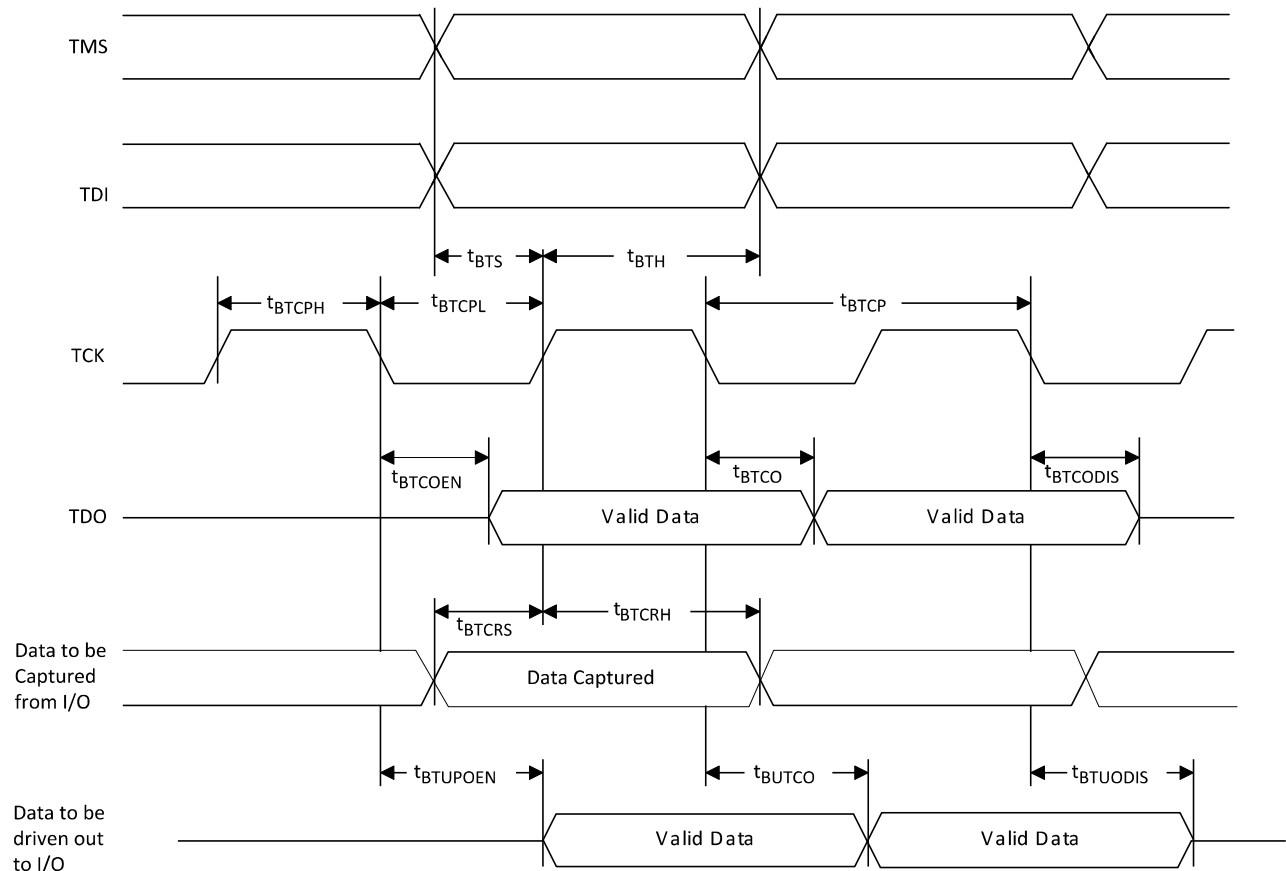 TMS
TDI
tBTS
tBTH
tBTCPH
tBTCPL
tBTCP
TCK
tBTCOEN
tBTCO
tBTCODIS
TDO
Valid Data
Valid Data
tBTCRS
tBTCRH
Data to be
Captured
from I/O
Data Captured
tBTUPOEN
tBUTCO
tBTUODIS
Data to be
driven out
to I/O
Valid Data
Valid Data